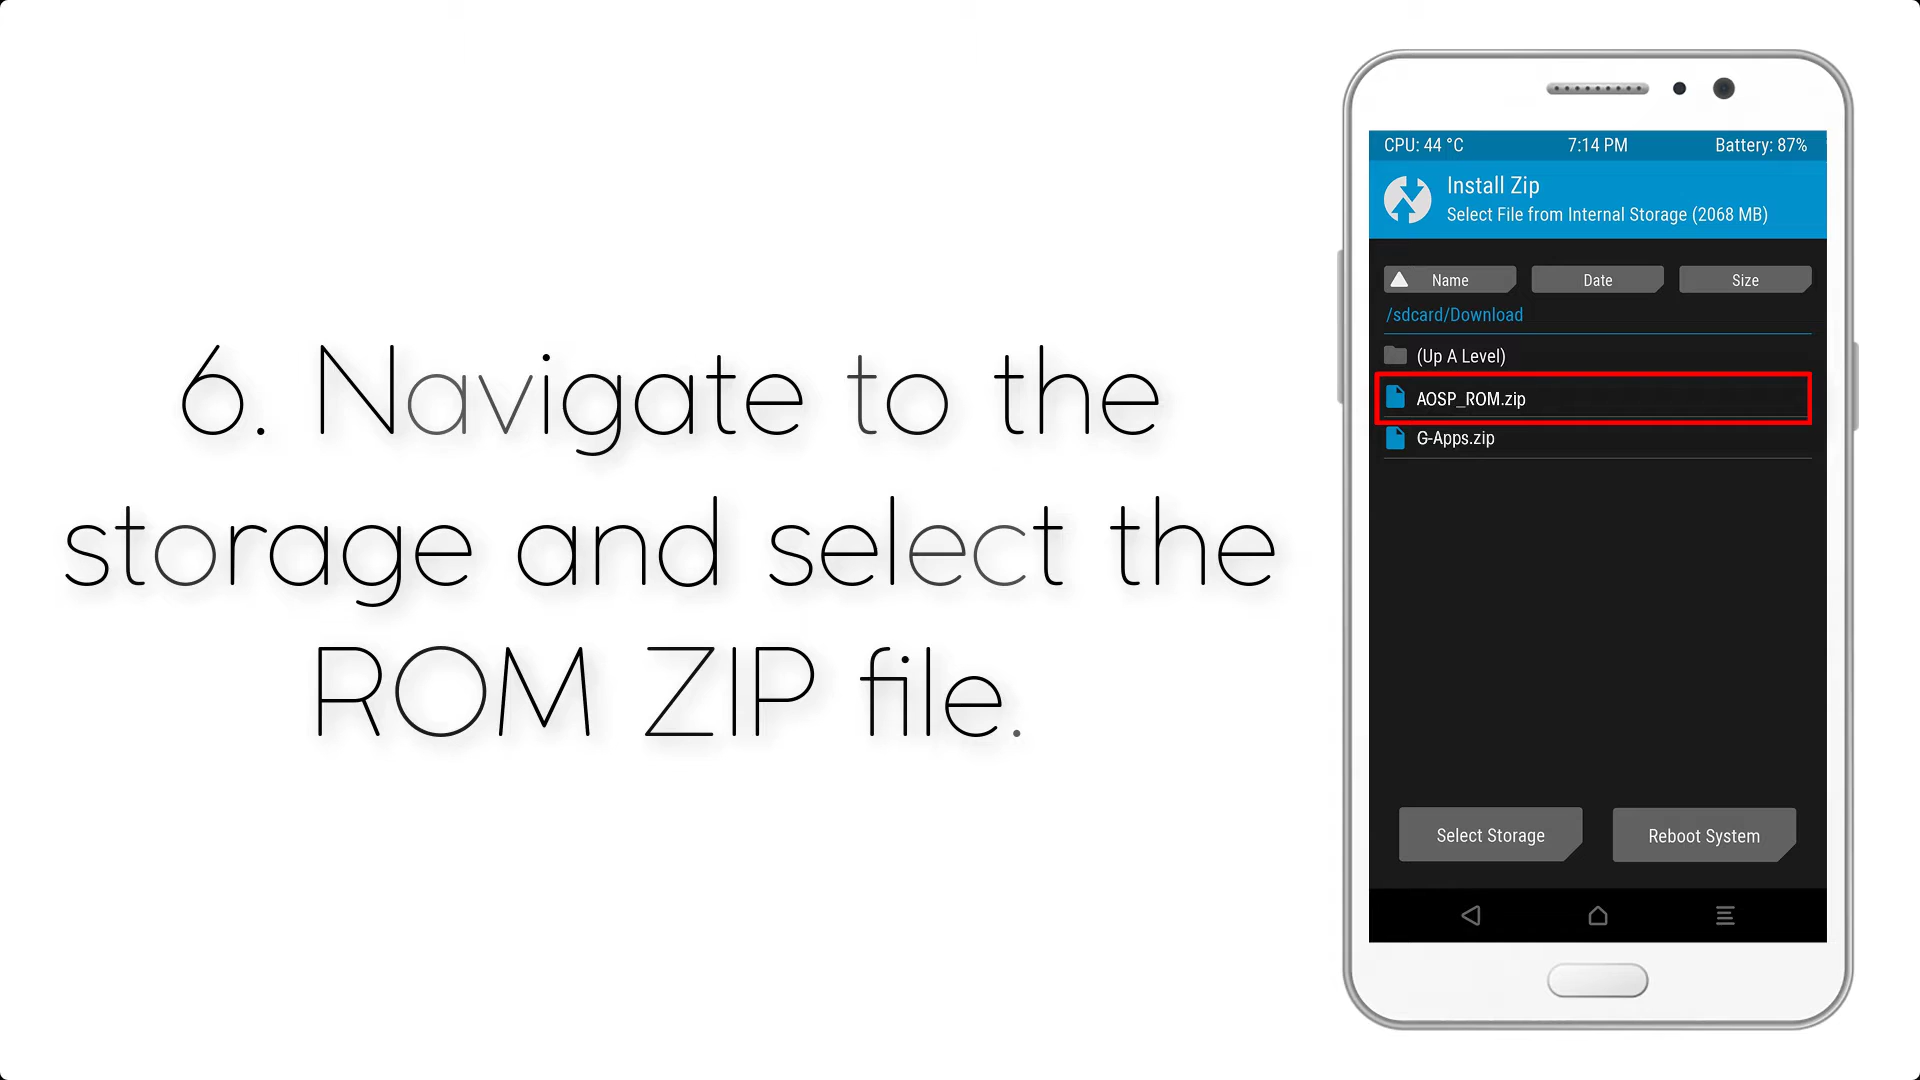 6. Navigate to the
storage and select the
ROM ZIP file.
CPU: 44 °C 7:14 PM Battery: 87%
Install Zip
Select File from Internal Storage (2068 MB)
Name Date Size
/sdcard/Download
(Up A Level)
AOSP_ROM.zip
G-Apps.zip
Select Storage Reboot System